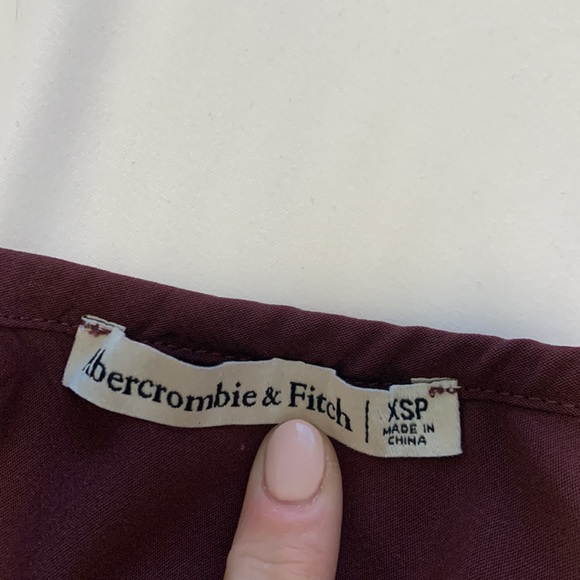 Abercrombie & Fitch
XSP
MADE IN
CHINA